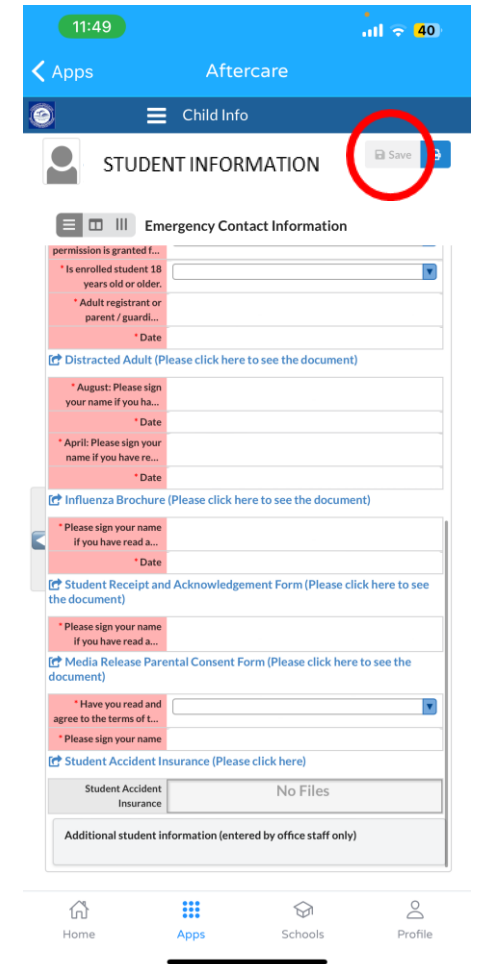 11:49
40
Apps
Aftercare
Child Info
STUDENT INFORMATION
Save
Emergency Contact Information
permission is granted f...
* Is enrolled student 18
years old or older.
* Adult registrant or
parent / guardi...
* Date
Distracted Adult (Please click here to see the document)
* August: Please sign
your name if you ha...
* Date
* April: Please sign your
name if you have re...
* Date
Influenza Brochure (Please click here to see the document)
* Please sign your name
if you have read a...
* Date
Student Receipt and Acknowledgement Form (Please click here to see
the document)
* Please sign your name
if you have read a...
Media Release Parental Consent Form (Please click here to see the
document)
* Have you read and
agree to the terms of t...
* Please sign your name
Student Accident Insurance (Please click here)
Student Accident
Insurance
No Files
Additional student information (entered by office staff only)
Home
Apps
Schools
Profile